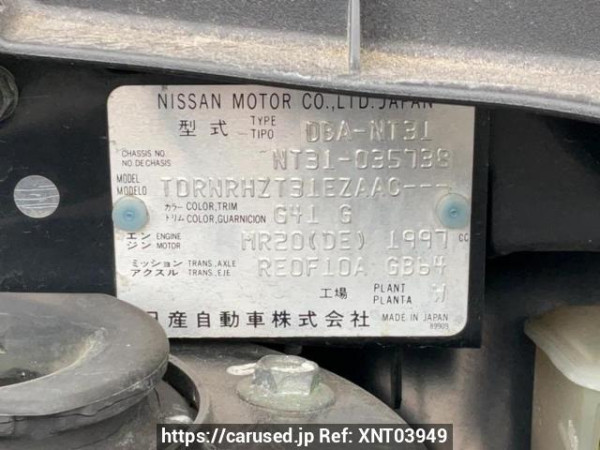 NISSAN MOTOR CO.,LTD.JAPAN
型式 TYPE TIPO DBA-NT31
CHASSIS NO. NO.DE CHASIS NT31-035738
MODEL MODELO TDRNRHZT31EZAAC---
カラー COLOR,TRIM トリム COLOR,GUARNICION G41 G
エンジン ENGINE MOTOR MR20(DE) 1997 cc
ミッション TRANS.,AXLE アクスル TRANS.,EJE RE0F10A GB64
工場 PLANT PLANTA W
日産自動車株式会社 MADE IN JAPAN
https://carused.jp Ref: XNT03949